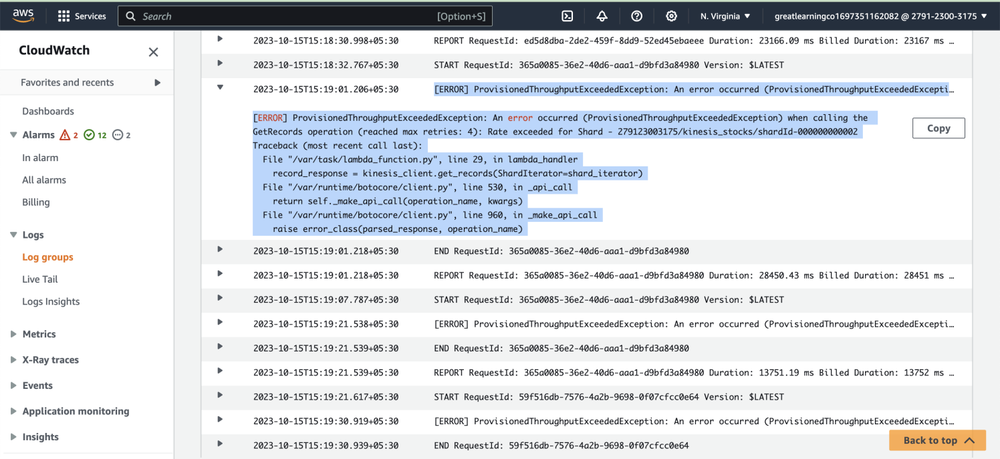 aws
Services
Search
[Option+S]
N. Virginia
greatlearningco1697351162082 @ 2791-2300-3175
CloudWatch
Favorites and recents
Dashboards
Alarms 2 12 2
In alarm
All alarms
Billing
Logs
Log groups
Live Tail
Logs Insights
Metrics
X-Ray traces
Events
Application monitoring
Insights
2023-10-15T15:18:30.998+05:30 REPORT RequestId: ed5d8dba-2de2-459f-8dd9-52ed45ebaeee Duration: 23166.09 ms Billed Duration: 23167 ms …
2023-10-15T15:18:32.767+05:30 START RequestId: 365a0085-36e2-40d6-aaa1-d9bfd3a84980 Version: $LATEST
2023-10-15T15:19:01.206+05:30 [ERROR] ProvisionedThroughputExceededException: An error occurred (ProvisionedThroughputExceededExcepti…
[ERROR] ProvisionedThroughputExceededException: An error occurred (ProvisionedThroughputExceededException) when calling the
GetRecords operation (reached max retries: 4): Rate exceeded for Shard - 279123003175/kinesis_stocks/shardId-000000000002
Traceback (most recent call last):
File "/var/task/lambda_function.py", line 29, in lambda_handler
record_response = kinesis_client.get_records(ShardIterator=shard_iterator)
File "/var/runtime/botocore/client.py", line 530, in _api_call
return self._make_api_call(operation_name, kwargs)
File "/var/runtime/botocore/client.py", line 960, in _make_api_call
raise error_class(parsed_response, operation_name)
Copy
2023-10-15T15:19:01.218+05:30 END RequestId: 365a0085-36e2-40d6-aaa1-d9bfd3a84980
2023-10-15T15:19:01.218+05:30 REPORT RequestId: 365a0085-36e2-40d6-aaa1-d9bfd3a84980 Duration: 28450.43 ms Billed Duration: 28451 ms …
2023-10-15T15:19:07.787+05:30 START RequestId: 365a0085-36e2-40d6-aaa1-d9bfd3a84980 Version: $LATEST
2023-10-15T15:19:21.538+05:30 [ERROR] ProvisionedThroughputExceededException: An error occurred (ProvisionedThroughputExceededExcepti…
2023-10-15T15:19:21.539+05:30 END RequestId: 365a0085-36e2-40d6-aaa1-d9bfd3a84980
2023-10-15T15:19:21.539+05:30 REPORT RequestId: 365a0085-36e2-40d6-aaa1-d9bfd3a84980 Duration: 13751.19 ms Billed Duration: 13752 ms …
2023-10-15T15:19:21.617+05:30 START RequestId: 59f516db-7576-4a2b-9698-0f07cfcc0e64 Version: $LATEST
2023-10-15T15:19:30.919+05:30 [ERROR] ProvisionedThroughputExceededException: An error occurred (ProvisionedThroughputExceededExcepti…
2023-10-15T15:19:30.939+05:30 END RequestId: 59f516db-7576-4a2b-9698-0f07cfcc0e64
Back to top